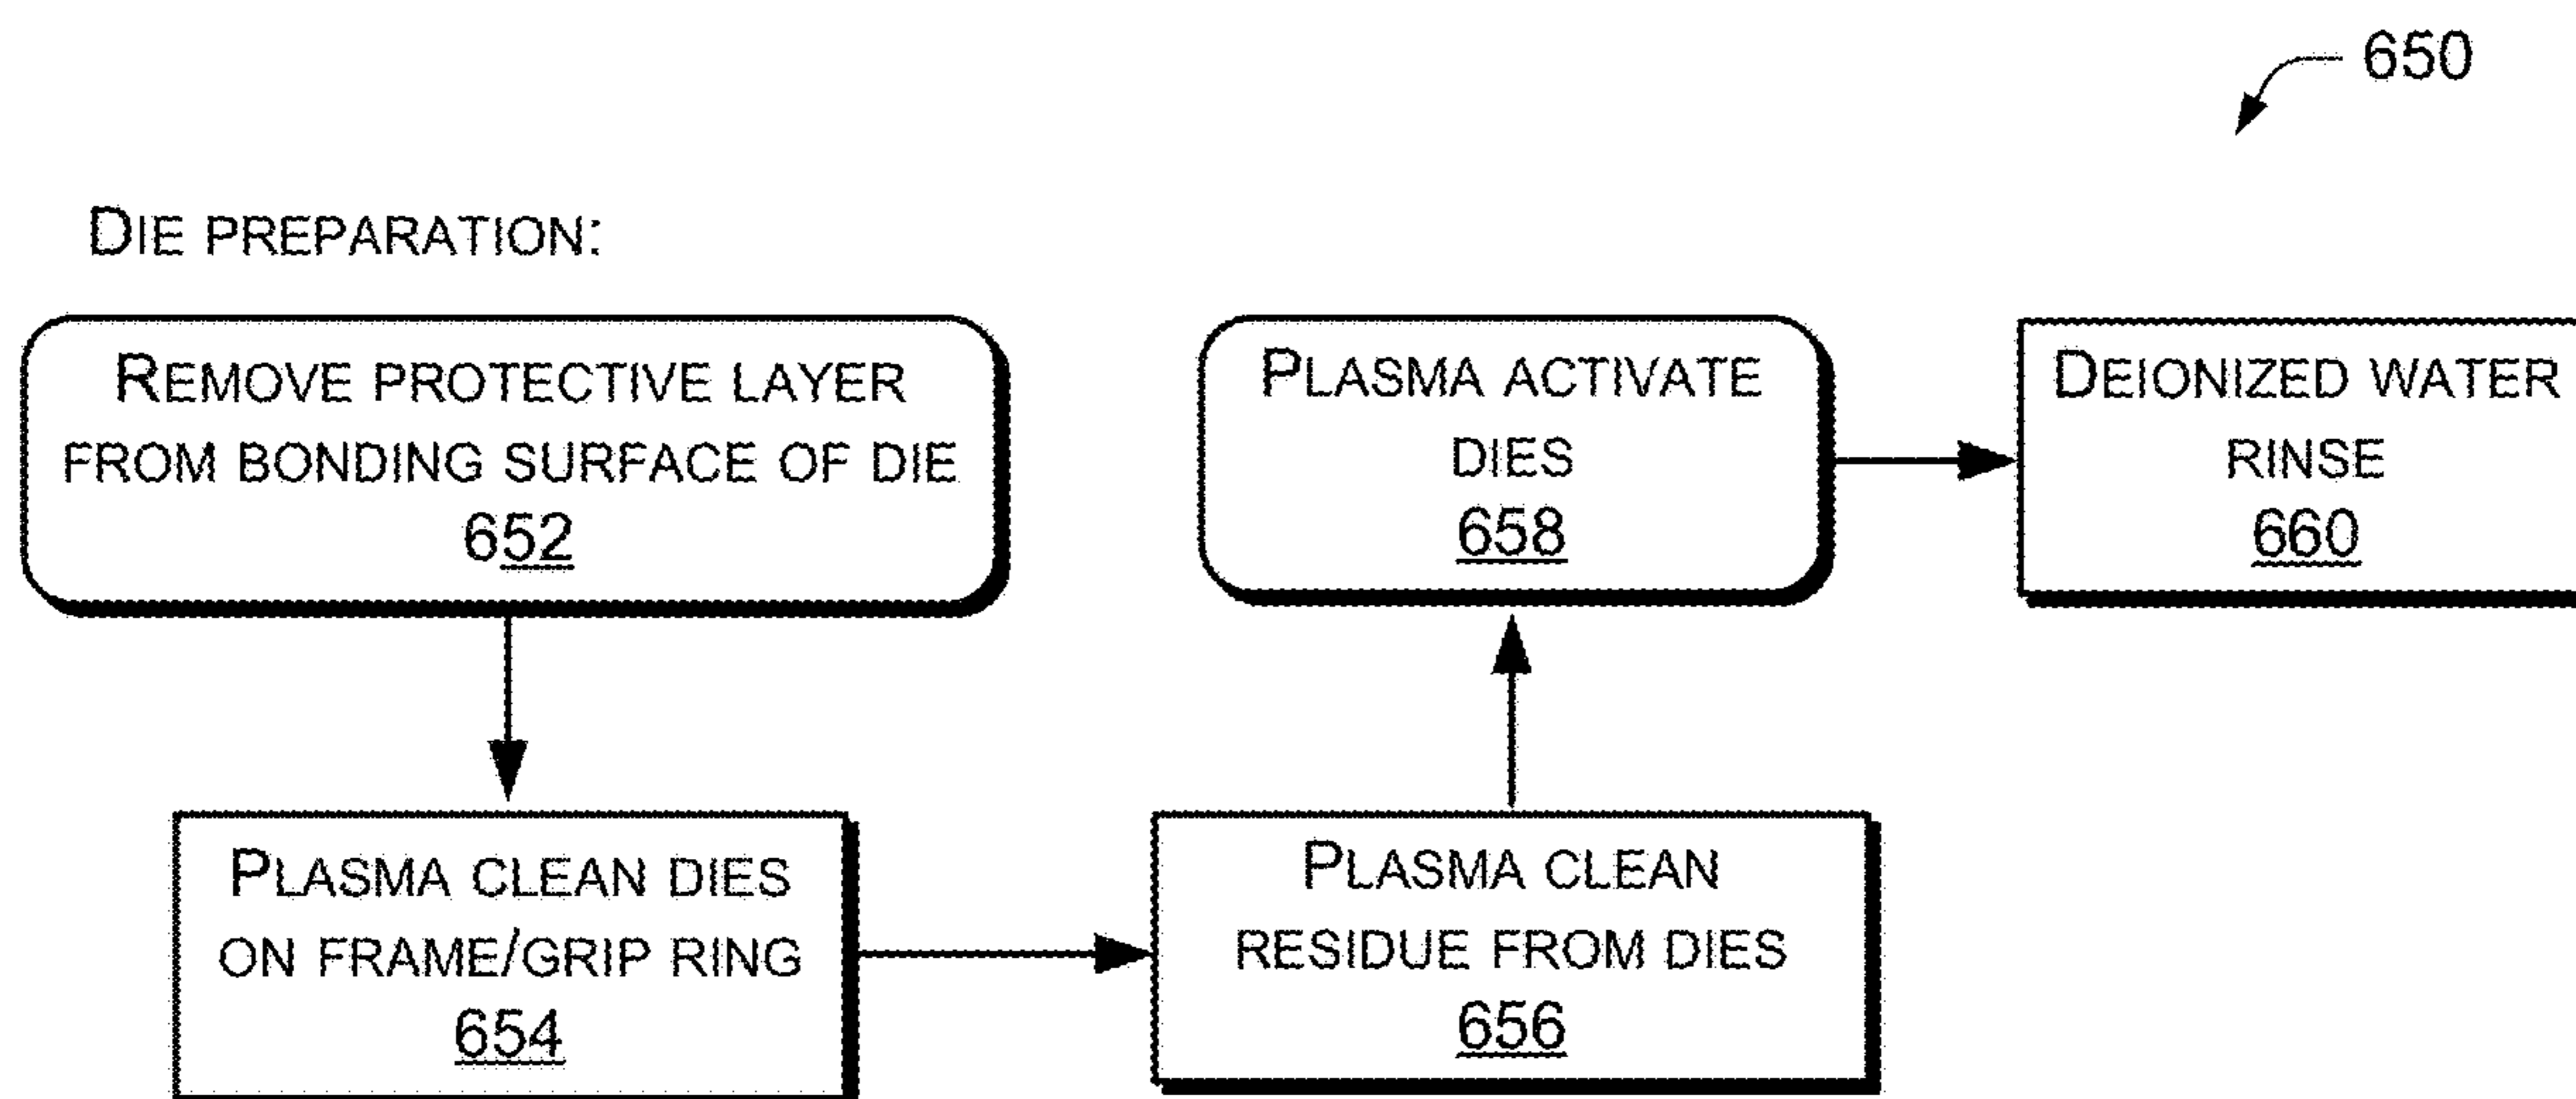 650
DIE PREPARATION:
REMOVE PROTECTIVE LAYER
FROM BONDING SURFACE OF DIE
652
PLASMA CLEAN DIES
ON FRAME/GRIP RING
654
PLASMA CLEAN
RESIDUE FROM DIES
656
PLASMA ACTIVATE
DIES
658
DEIONIZED WATER
RINSE
660